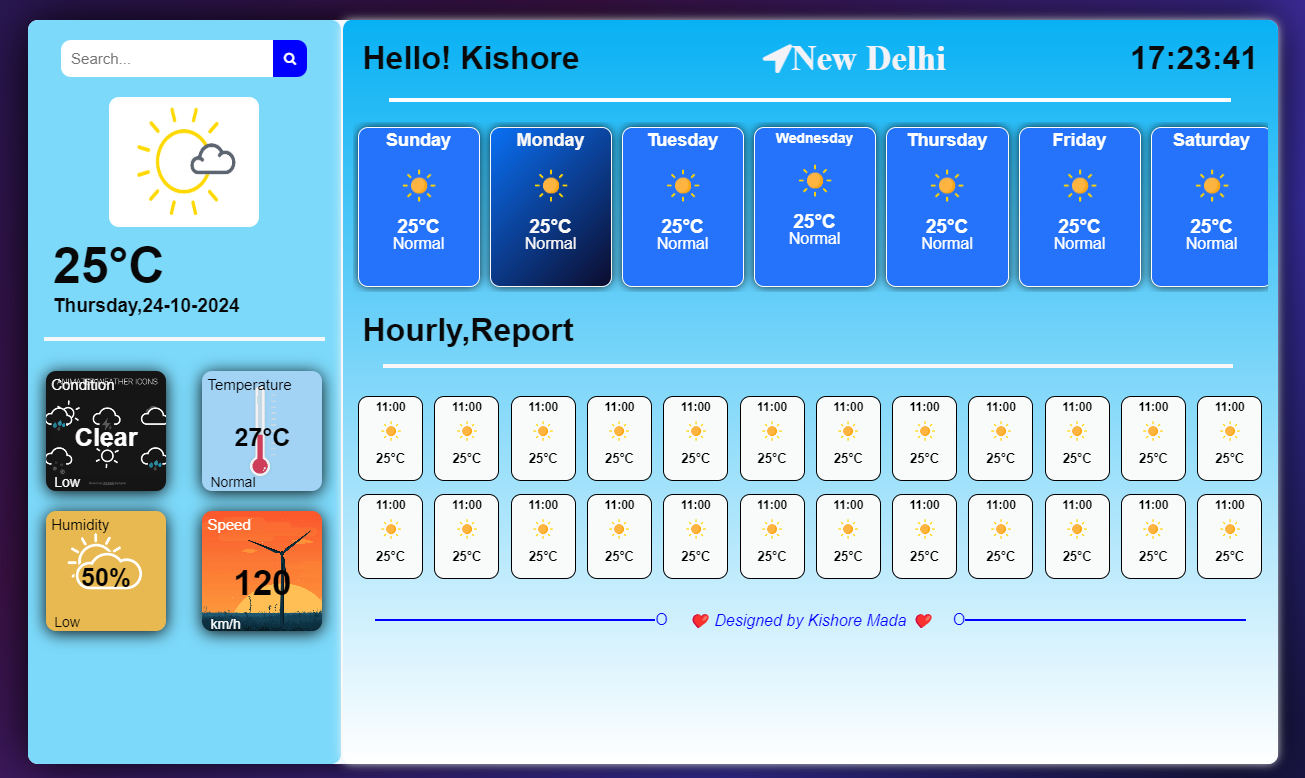 Search...
25°C
Thursday,24-10-2024
Condition
Clear
Low
Temperature
27°C
Normal
Humidity
50%
Low
Speed
120
km/h
Hello! Kishore
New Delhi
17:23:41
Sunday Monday Tuesday Wednesday Thursday Friday Saturday
25°C 25°C 25°C 25°C 25°C 25°C 25°C
Normal Normal Normal Normal Normal Normal Normal
Hourly,Report
11:00 11:00 11:00 11:00 11:00 11:00 11:00 11:00 11:00 11:00 11:00 11:00
25°C 25°C 25°C 25°C 25°C 25°C 25°C 25°C 25°C 25°C 25°C 25°C
11:00 11:00 11:00 11:00 11:00 11:00 11:00 11:00 11:00 11:00 11:00 11:00
25°C 25°C 25°C 25°C 25°C 25°C 25°C 25°C 25°C 25°C 25°C 25°C
O Designed by Kishore Mada O